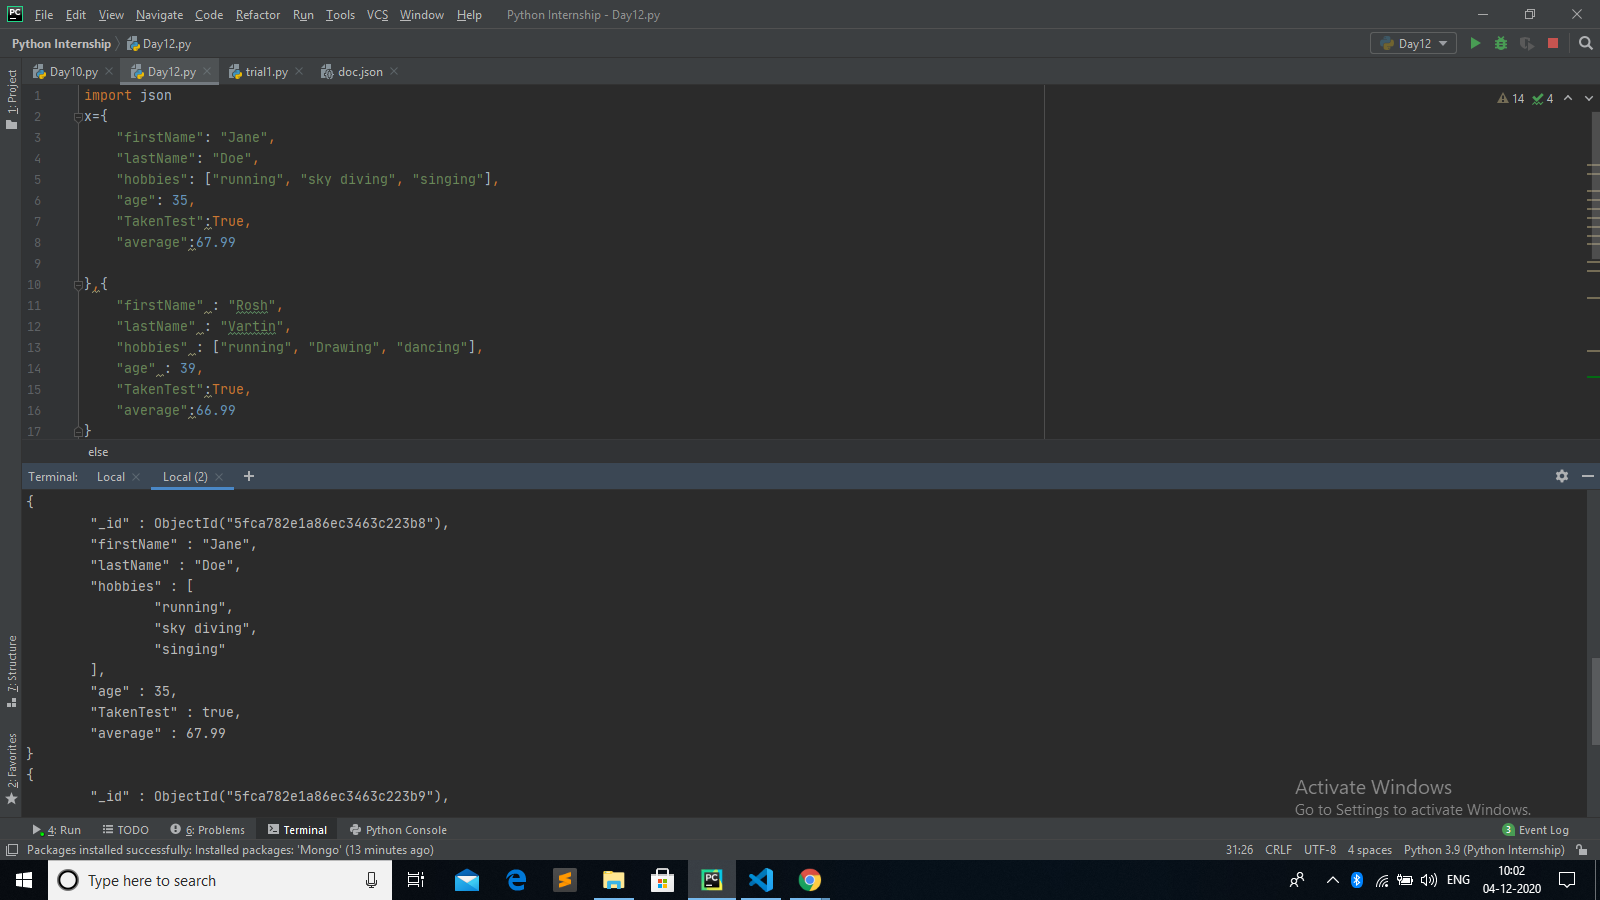 PC File Edit View Navigate Code Refactor Run Tools VCS Window Help Python Internship - Day12.py
Python Internship Day12.py Day12
Day10.py Day12.py trial1.py doc.json
1: Project
7: Structure
2: Favorites
14 4
1 import json
2 x={
3 "firstName": "Jane",
4 "lastName": "Doe",
5 "hobbies": ["running", "sky diving", "singing"],
6 "age": 35,
7 "TakenTest":True,
8 "average":67.99
9
10 },{
11 "firstName" : "Rosh",
12 "lastName" : "Vartin",
13 "hobbies" : ["running", "Drawing", "dancing"],
14 "age" : 39,
15 "TakenTest":True,
16 "average":66.99
17 }
else
Terminal: Local Local (2) +
{
"_id" : ObjectId("5fca782e1a86ec3463c223b8"),
"firstName" : "Jane",
"lastName" : "Doe",
"hobbies" : [
"running",
"sky diving",
"singing"
],
"age" : 35,
"TakenTest" : true,
"average" : 67.99
}
{
"_id" : ObjectId("5fca782e1a86ec3463c223b9"),
Activate Windows
Go to Settings to activate Windows.
4: Run TODO 6: Problems Terminal Python Console 3 Event Log
Packages installed successfully: Installed packages: 'Mongo' (13 minutes ago) 31:26 CRLF UTF-8 4 spaces Python 3.9 (Python Internship)
Type here to search PC ENG 10:02
04-12-2020